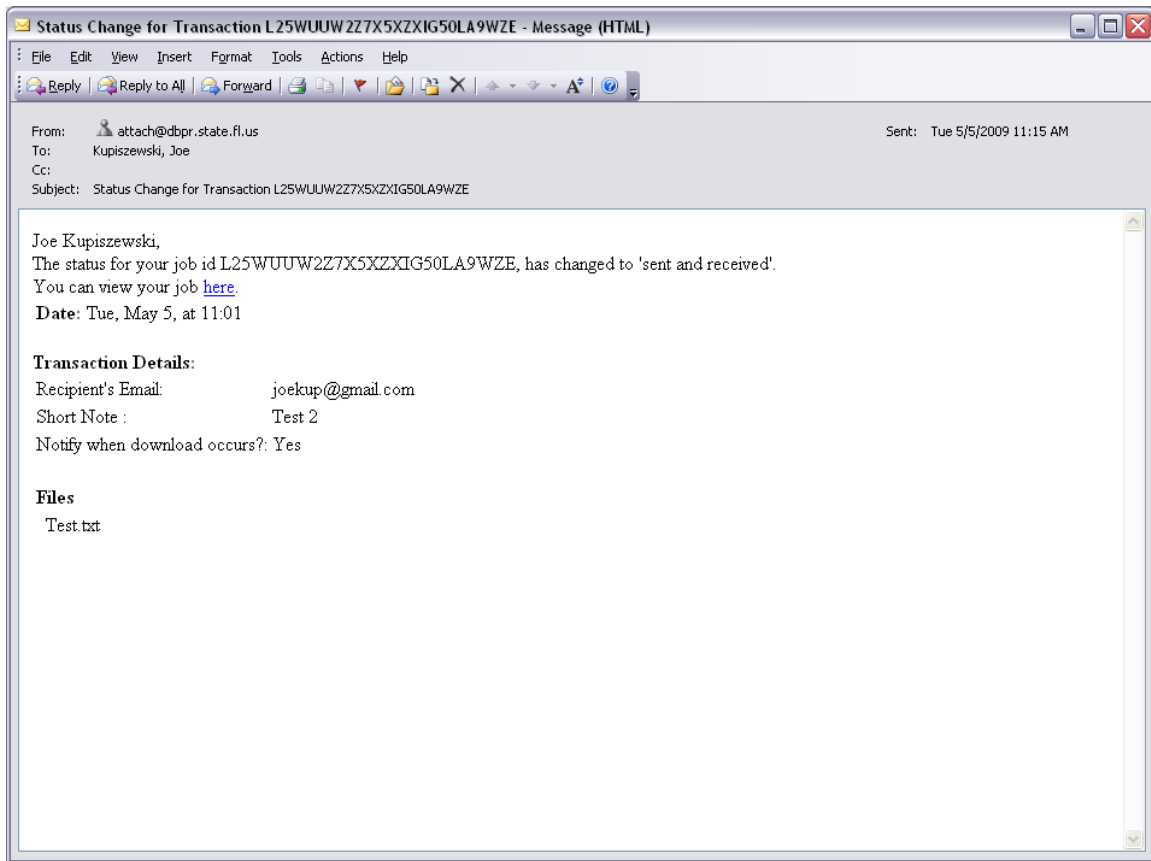 Status Change for Transaction L25WUUW2Z7X5XZXIG50LA9WZE - Message (HTML)
File Edit View Insert Format Tools Actions Help
Reply Reply to All Forward
From: attach@dbpr.state.fl.us Sent: Tue 5/5/2009 11:15 AM
To: Kupiszewski, Joe
Cc:
Subject: Status Change for Transaction L25WUUW2Z7X5XZXIG50LA9WZE
Joe Kupiszewski,
The status for your job id L25WUUW2Z7X5XZXIG50LA9WZE, has changed to 'sent and received'.
You can view your job here.
Date: Tue, May 5, at 11:01
Transaction Details:
Recipient's Email: joekup@gmail.com
Short Note : Test 2
Notify when download occurs?: Yes
Files
Test.txt